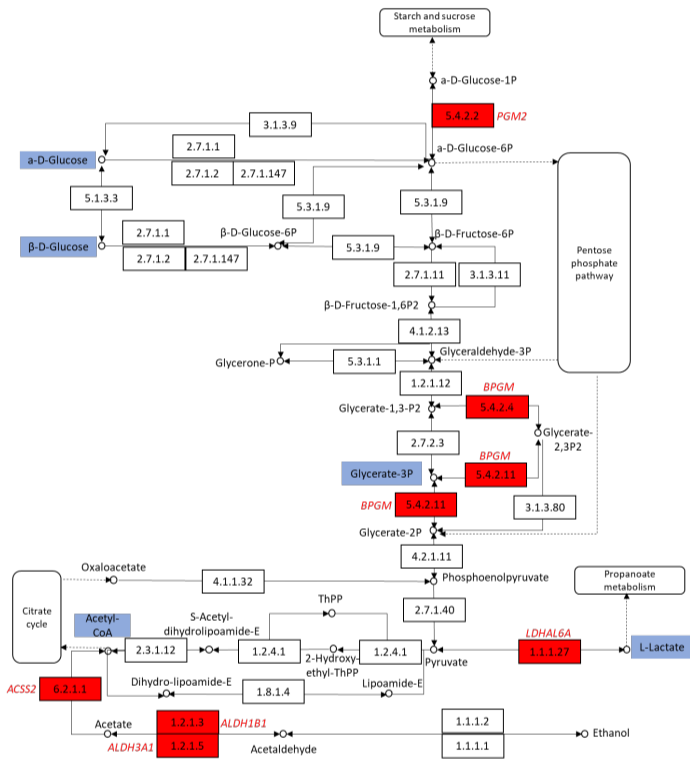 Starch and sucrose
metabolism
a-D-Glucose-1P
5.4.2.2
PGM2
3.1.3.9
a-D-Glucose-6P
2.7.1.1
a-D-Glucose
2.7.1.2
2.7.1.147
5.1.3.3
5.3.1.9
5.3.1.9
β-D-Glucose-6P
β-D-Fructose-6P
2.7.1.1
β-D-Glucose
5.3.1.9
2.7.1.2
2.7.1.147
Pentose
phosphate
pathway
2.7.1.11
3.1.3.11
β-D-Fructose-1,6P2
4.1.2.13
Glyceraldehyde-3P
Glycerone-P
5.3.1.1
1.2.1.12
BPGM
Glycerate-1,3-P2
5.4.2.4
Glycerate-
2,3P2
2.7.2.3
BPGM
Glycerate-3P
5.4.2.11
BPGM
5.4.2.11
3.1.3.80
Glycerate-2P
4.2.1.11
Oxaloacetate
4.1.1.32
Phosphoenolpyruvate
Propanoate
metabolism
Citrate
cycle
ThPP
2.7.1.40
Acetyl-
CoA
S-Acetyl-
dihydrolipoamide-E
LDHAL6A
2.3.1.12
1.2.4.1
2-Hydroxy-
ethyl-ThPP
1.2.4.1
Pyruvate
1.1.1.27
L-Lactate
ACSS2
6.2.1.1
Dihydro-lipoamide-E
1.8.1.4
Lipoamide-E
Acetate
1.2.1.3
ALDH1B1
1.1.1.2
Ethanol
ALDH3A1
1.2.1.5
Acetaldehyde
1.1.1.1